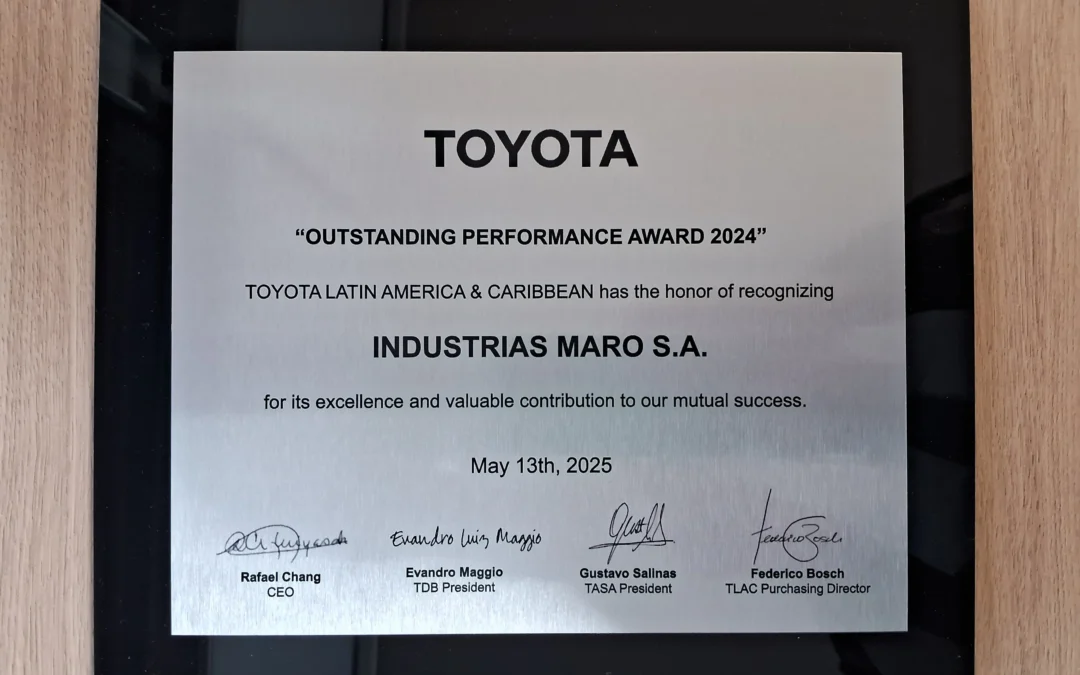 TOYOTA
“OUTSTANDING PERFORMANCE AWARD 2024”
TOYOTA LATIN AMERICA & CARIBBEAN has the honor of recognizing
INDUSTRIAS MARO S.A.
for its excellence and valuable contribution to our mutual success.
May 13th, 2025
Evandro Luiz Maggio
Federico Bosch
Rafael Chang
CEO
Evandro Maggio
TDB President
Gustavo Salinas
TASA President
Federico Bosch
TLAC Purchasing Director